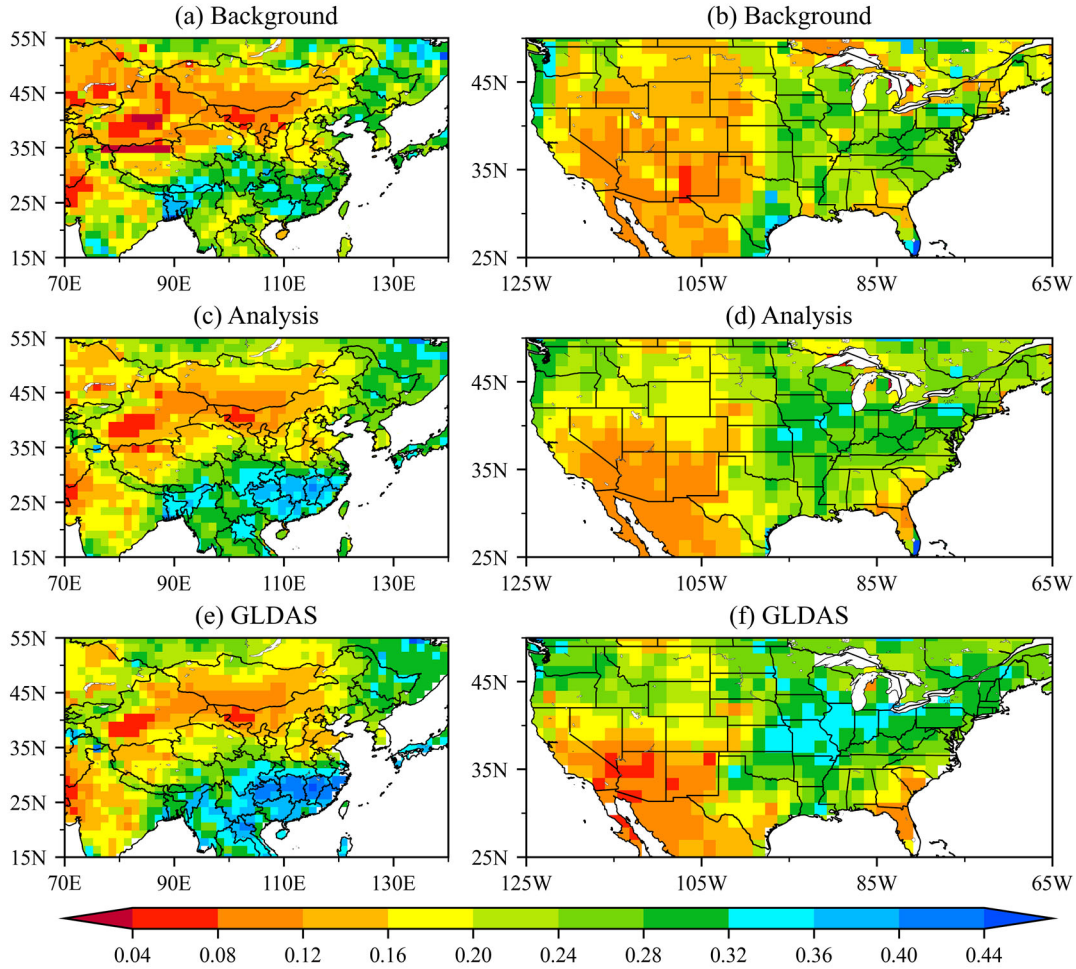 (a) Background (b) Background
55N
45N 45N
35N 35N
25N
15N 25N
70E 90E 110E 130E 125W 105W 85W 65W
(c) Analysis (d) Analysis
55N
45N 45N
35N 35N
25N
15N 25N
70E 90E 110E 130E 125W 105W 85W 65W
(e) GLDAS (f) GLDAS
55N
45N 45N
35N 35N
25N
15N 25N
70E 90E 110E 130E 125W 105W 85W 65W
0.04 0.08 0.12 0.16 0.20 0.24 0.28 0.32 0.36 0.40 0.44